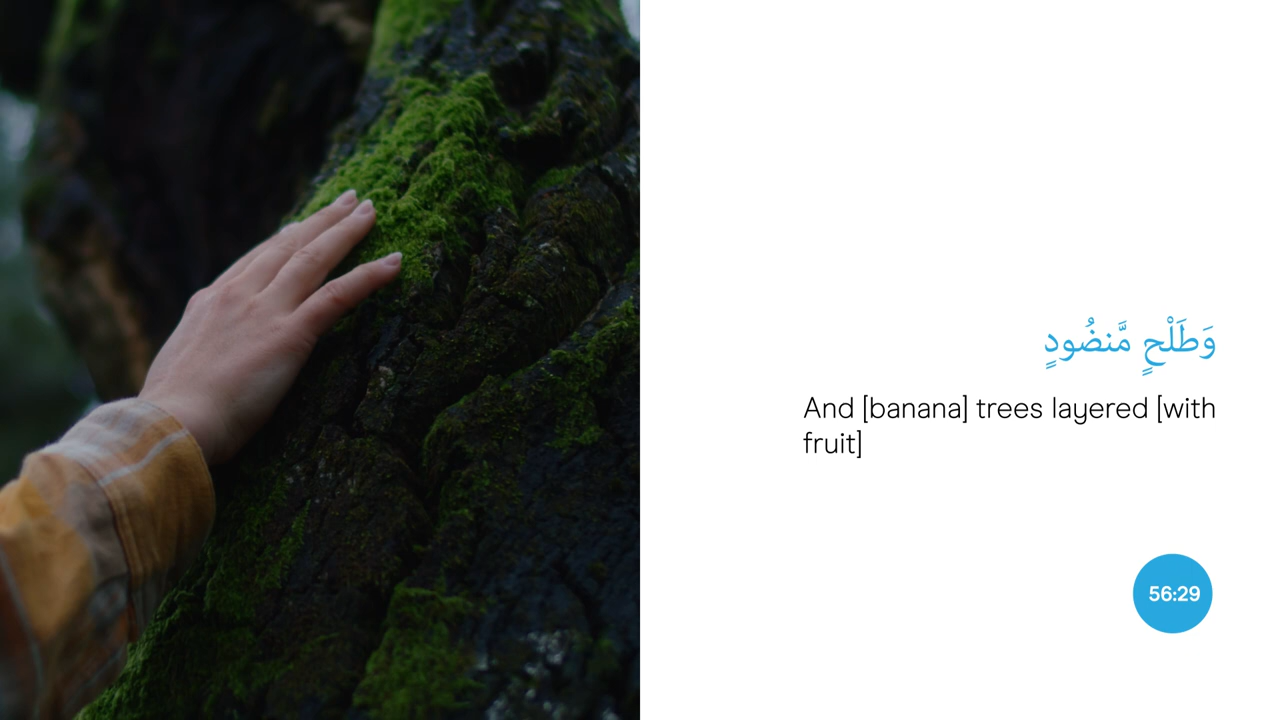 وَطَلْحٍ مَّنضُودٍ
And [banana] trees layered [with
fruit]
56:29